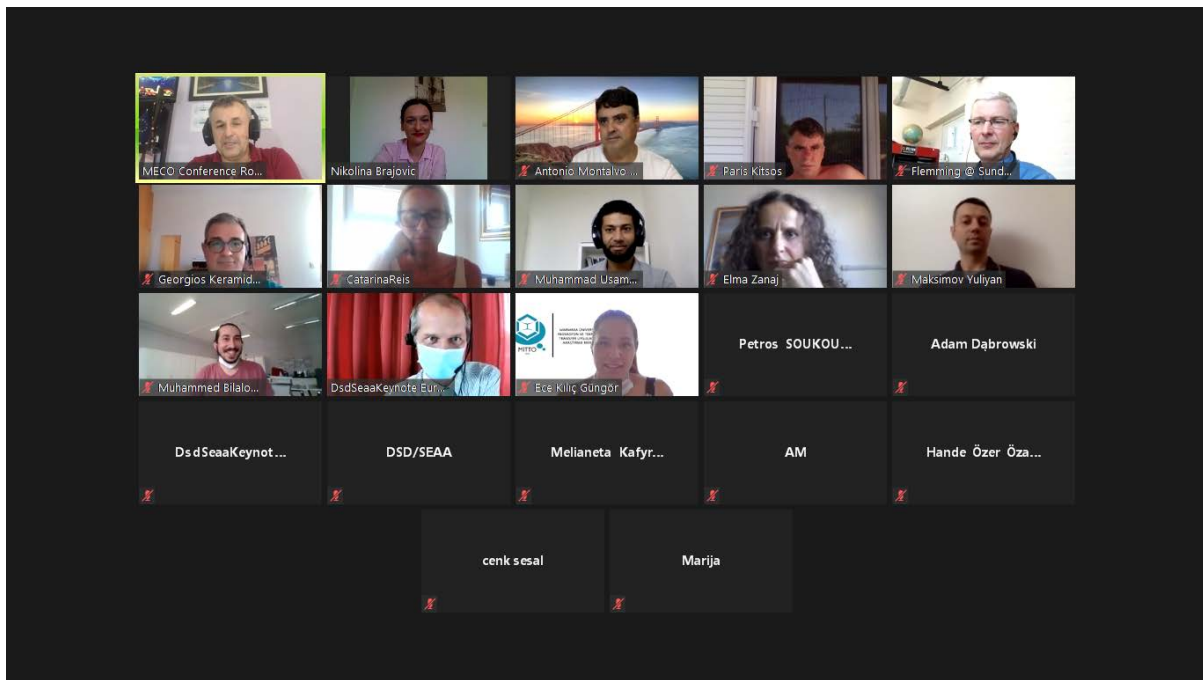 MECO Conference Ro...
Nikolina Brajovic
Antonio Montalvo ...
Paris Kitsos
Flemming @ Sund...
Georgios Keramid...
CatarinaReis
Muhammad Usam...
Elma Zanaj
Maksimov Yuliyan
Muhammed Bilalo...
DsdSeaaKeynote Eur...
MITTO
Ece Kılıç Güngör
Petros SOUKOU...
Adam Dąbrowski
DsdSeaaKeynot...
DSD/SEAA
Melianeta Kafyr...
AM
Hande Özer Öza...
cenk sesal
Marija